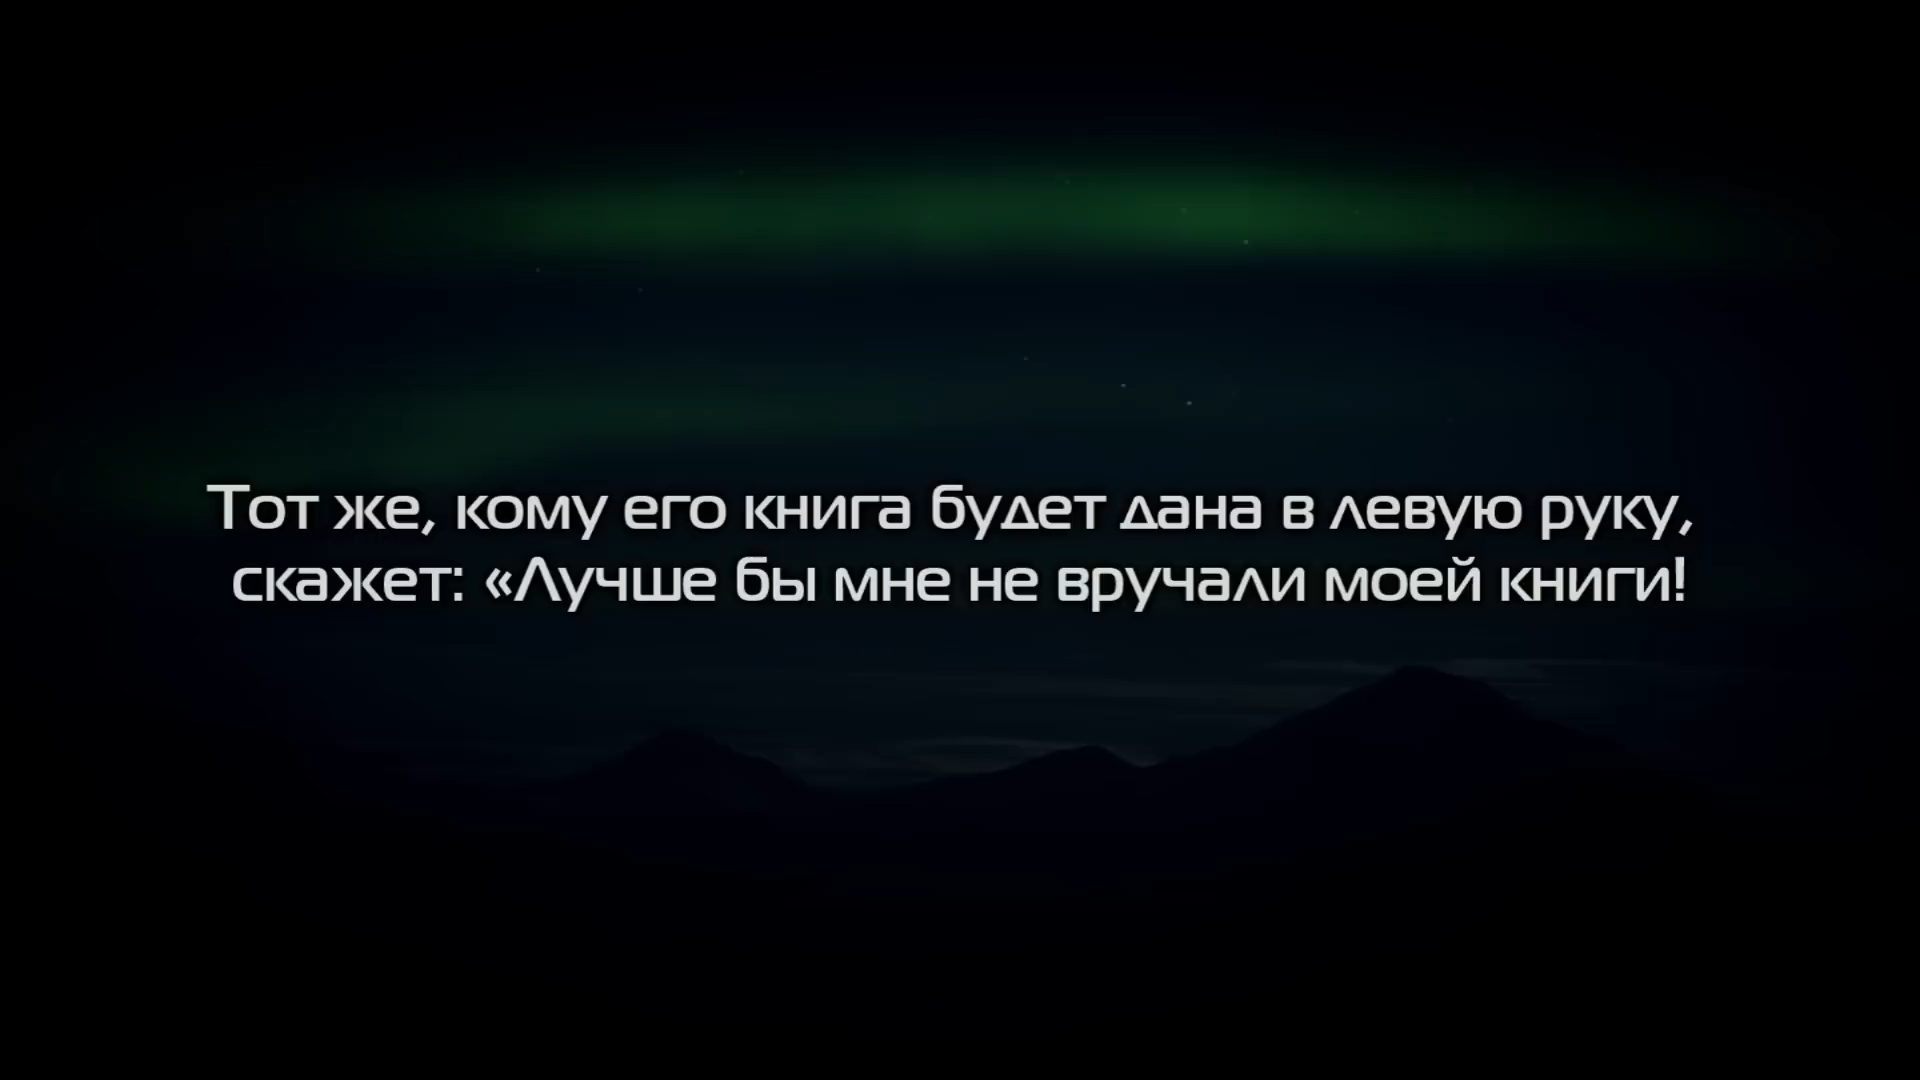 Тот же, кому его книга будет дана в левую руку,
скажет: «Лучше бы мне не вручали моей книги!